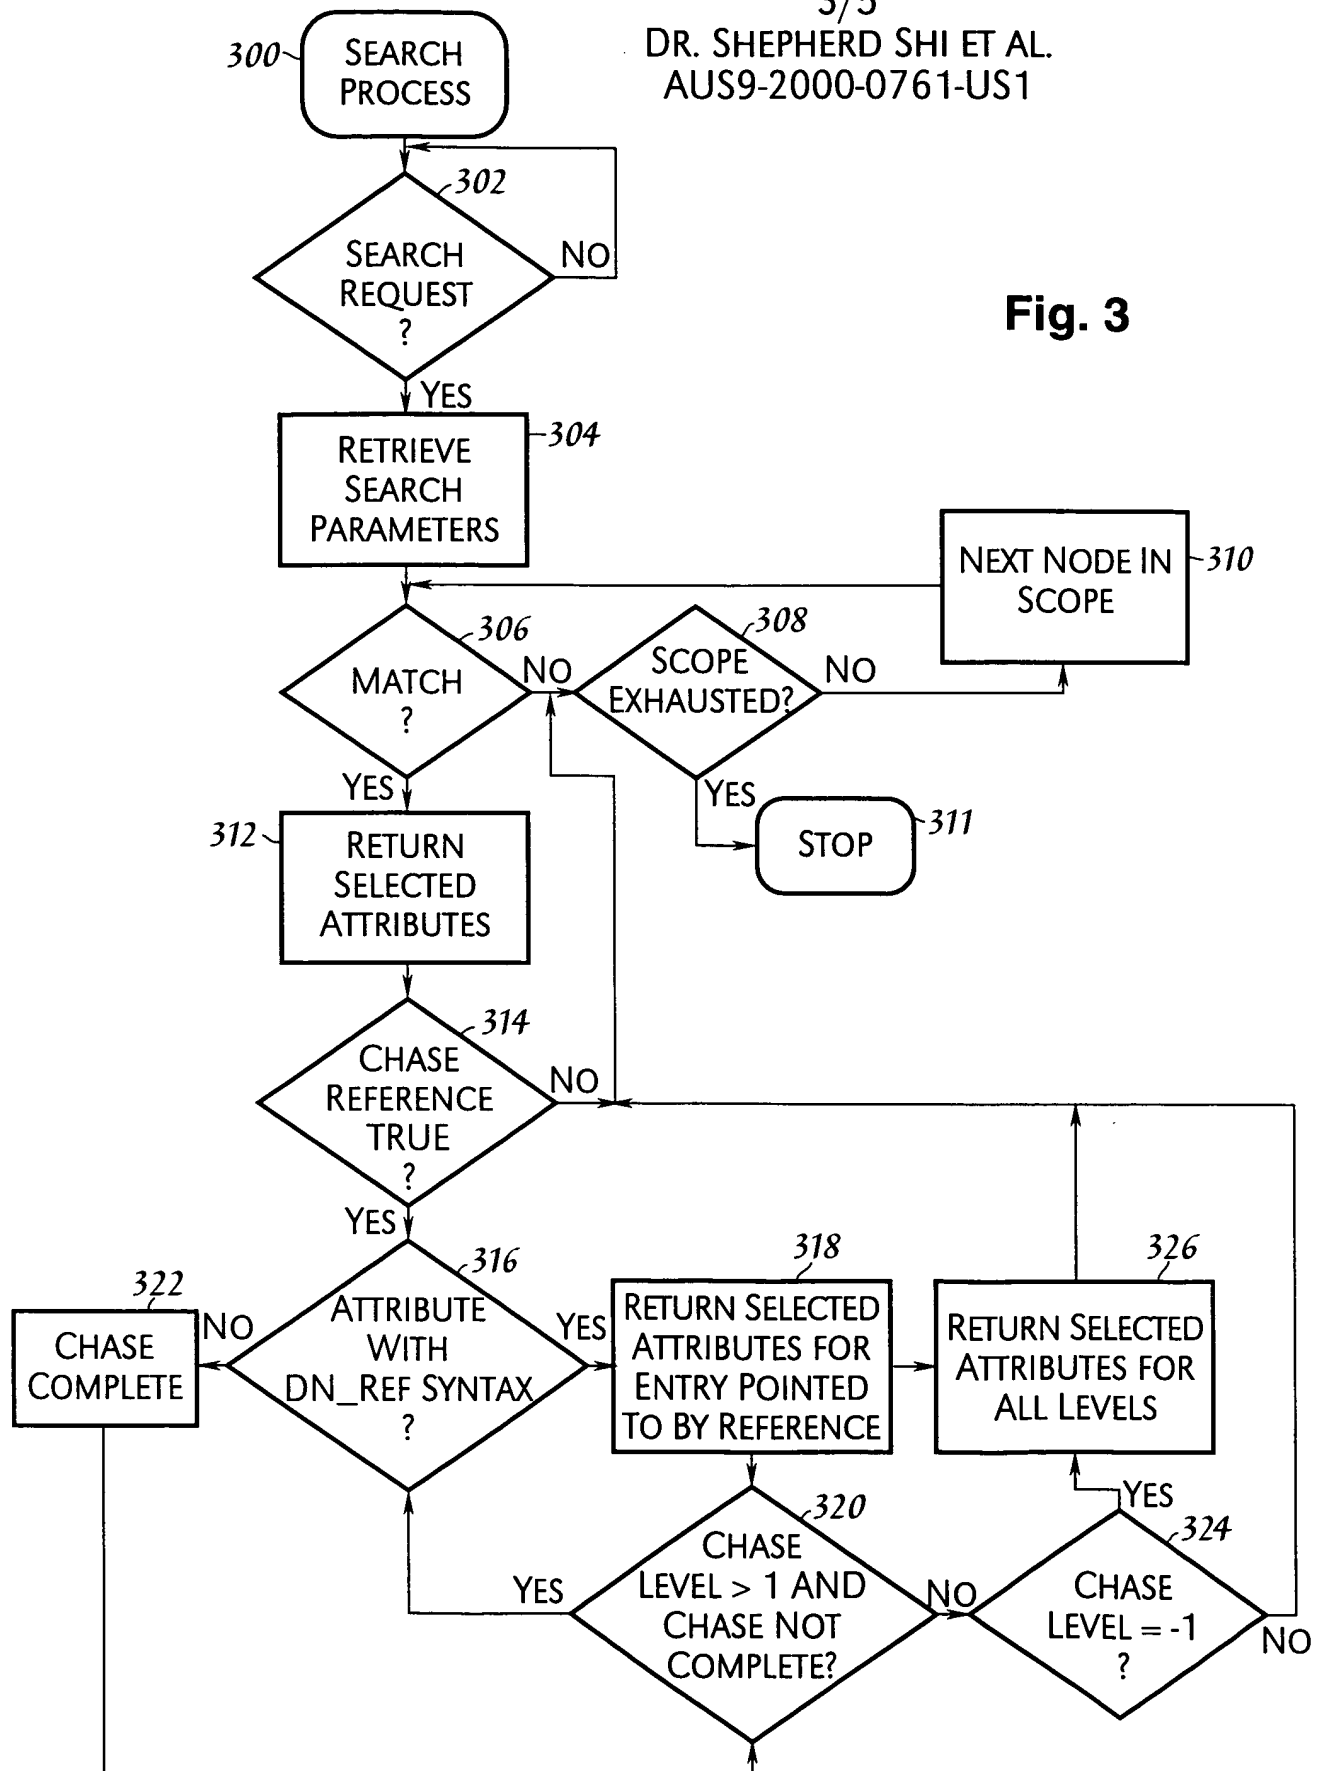 3/5
DR. SHEPHERD SHI ET AL.
AUS9-2000-0761-US1
300
SEARCH
PROCESS
302
SEARCH
REQUEST
?
NO
Fig. 3
YES
304
RETRIEVE
SEARCH
PARAMETERS
310
NEXT NODE IN
SCOPE
306
MATCH
?
NO
308
SCOPE
EXHAUSTED?
NO
YES
YES
311
STOP
312
RETURN
SELECTED
ATTRIBUTES
314
CHASE
REFERENCE
TRUE
?
NO
YES
316
ATTRIBUTE
WITH
DN_REF SYNTAX
?
NO
322
CHASE
COMPLETE
YES
318
RETURN SELECTED
ATTRIBUTES FOR
ENTRY POINTED
TO BY REFERENCE
326
RETURN SELECTED
ATTRIBUTES FOR
ALL LEVELS
320
CHASE
LEVEL > 1 AND
CHASE NOT
COMPLETE?
YES
NO
YES
324
CHASE
LEVEL = -1
?
NO